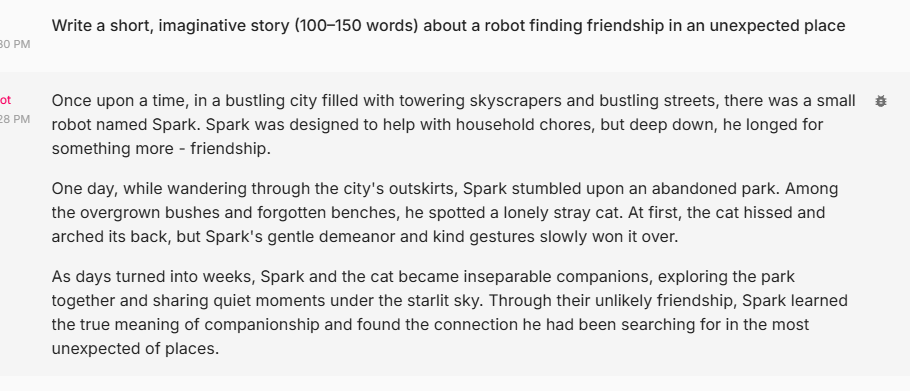 Write a short, imaginative story (100–150 words) about a robot finding friendship in an unexpected place
30 PM
ot
Once upon a time, in a bustling city filled with towering skyscrapers and bustling streets, there was a small
28 PM
robot named Spark. Spark was designed to help with household chores, but deep down, he longed for
something more - friendship.
One day, while wandering through the city's outskirts, Spark stumbled upon an abandoned park. Among
the overgrown bushes and forgotten benches, he spotted a lonely stray cat. At first, the cat hissed and
arched its back, but Spark's gentle demeanor and kind gestures slowly won it over.
As days turned into weeks, Spark and the cat became inseparable companions, exploring the park
together and sharing quiet moments under the starlit sky. Through their unlikely friendship, Spark learned
the true meaning of companionship and found the connection he had been searching for in the most
unexpected of places.